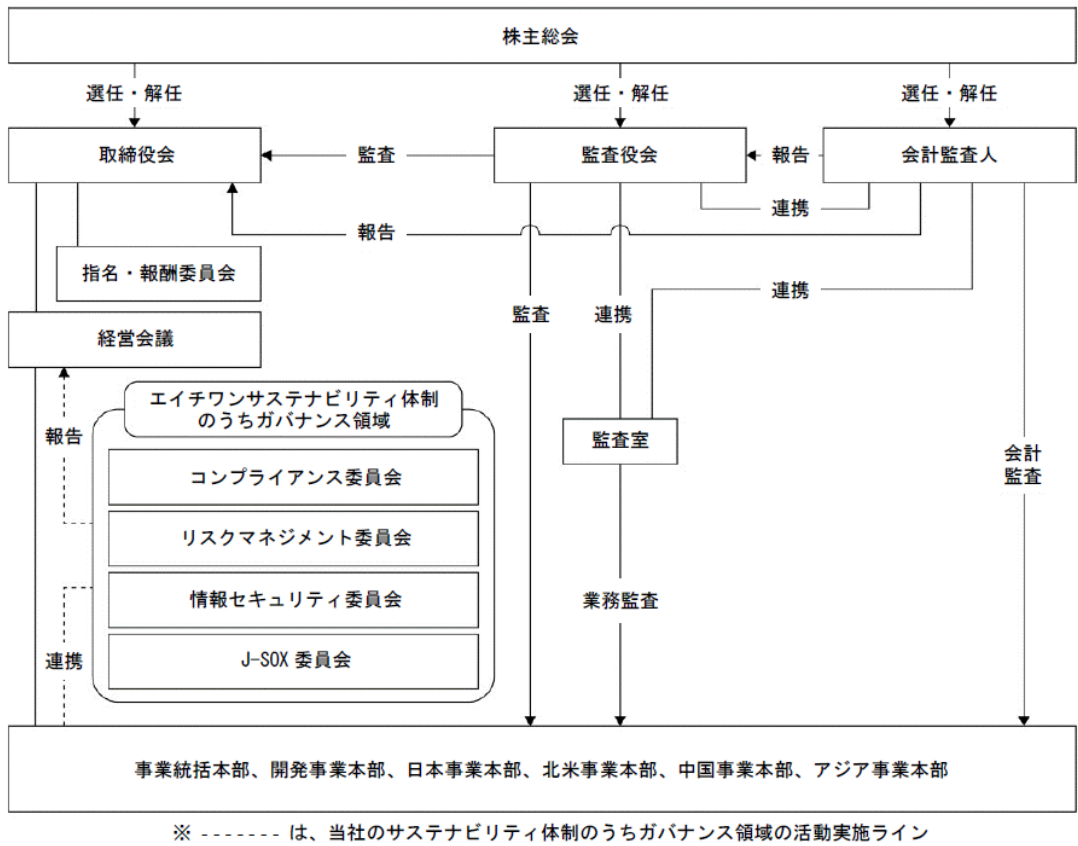 株主総会
選任・解任
選任・解任
選任・解任
取締役会
監査
監査役会
報告
会計監査人
連携
報告
指名・報酬委員会
連携
監査
連携
経営会議
エイチワンサステナビリティ体制
のうちガバナンス領域
報告
監査室
会計
監査
コンプライアンス委員会
リスクマネジメント委員会
情報セキュリティ委員会
業務監査
連携
J-SOX 委員会
事業統括本部、開発事業本部、日本事業本部、北米事業本部、中国事業本部、アジア事業本部
※ ------- は、当社のサステナビリティ体制のうちガバナンス領域の活動実施ライン